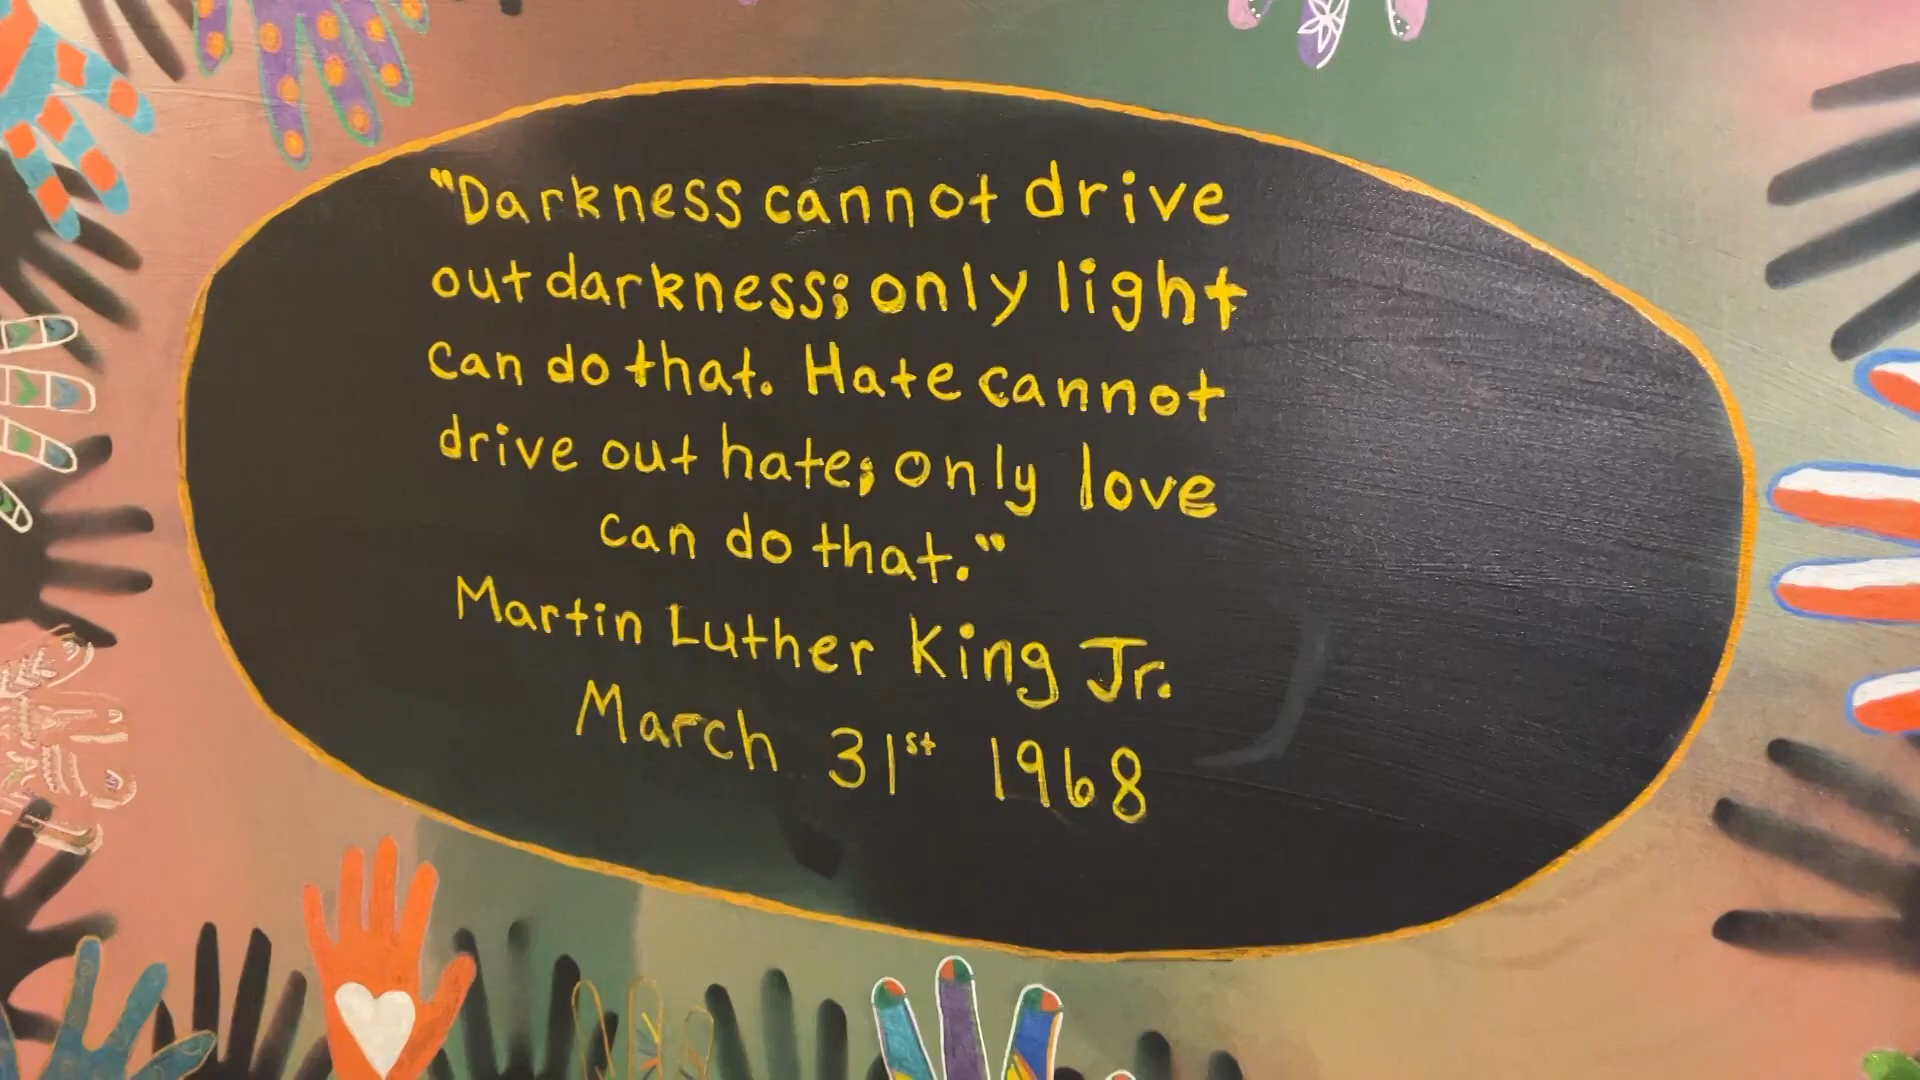 "Darkness cannot drive
out darkness; only light
can do that. Hate cannot
drive out hate; only love
can do that."
Martin Luther King Jr.
March 31st 1968